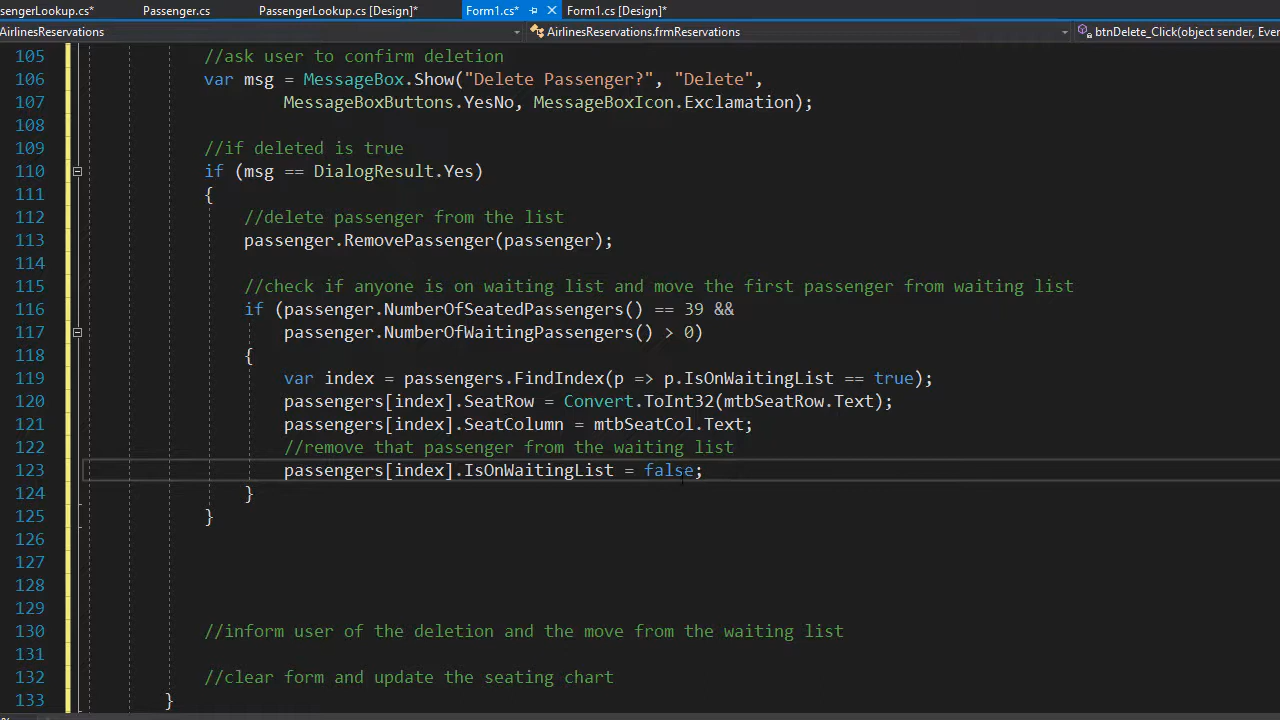 sengerLookup.cs* Passenger.cs PassengerLookup.cs [Design]* Form1.cs* Form1.cs [Design]*
AirlinesReservations AirlinesReservations.frmReservations btnDelete_Click(object sender, Even
105 //ask user to confirm deletion
106 var msg = MessageBox.Show("Delete Passenger?", "Delete",
107 MessageBoxButtons.YesNo, MessageBoxIcon.Exclamation);
108
109 //if deleted is true
110 if (msg == DialogResult.Yes)
111 {
112 //delete passenger from the list
113 passenger.RemovePassenger(passenger);
114
115 //check if anyone is on waiting list and move the first passenger from waiting list
116 if (passenger.NumberOfSeatedPassengers() == 39 &&
117 passenger.NumberOfWaitingPassengers() > 0)
118 {
119 var index = passengers.FindIndex(p => p.IsOnWaitingList == true);
120 passengers[index].SeatRow = Convert.ToInt32(mtbSeatRow.Text);
121 passengers[index].SeatColumn = mtbSeatCol.Text;
122 //remove that passenger from the waiting list
123 passengers[index].IsOnWaitingList = false;
124 }
125 }
126
127
128
129
130 //inform user of the deletion and the move from the waiting list
131
132 //clear form and update the seating chart
133 }